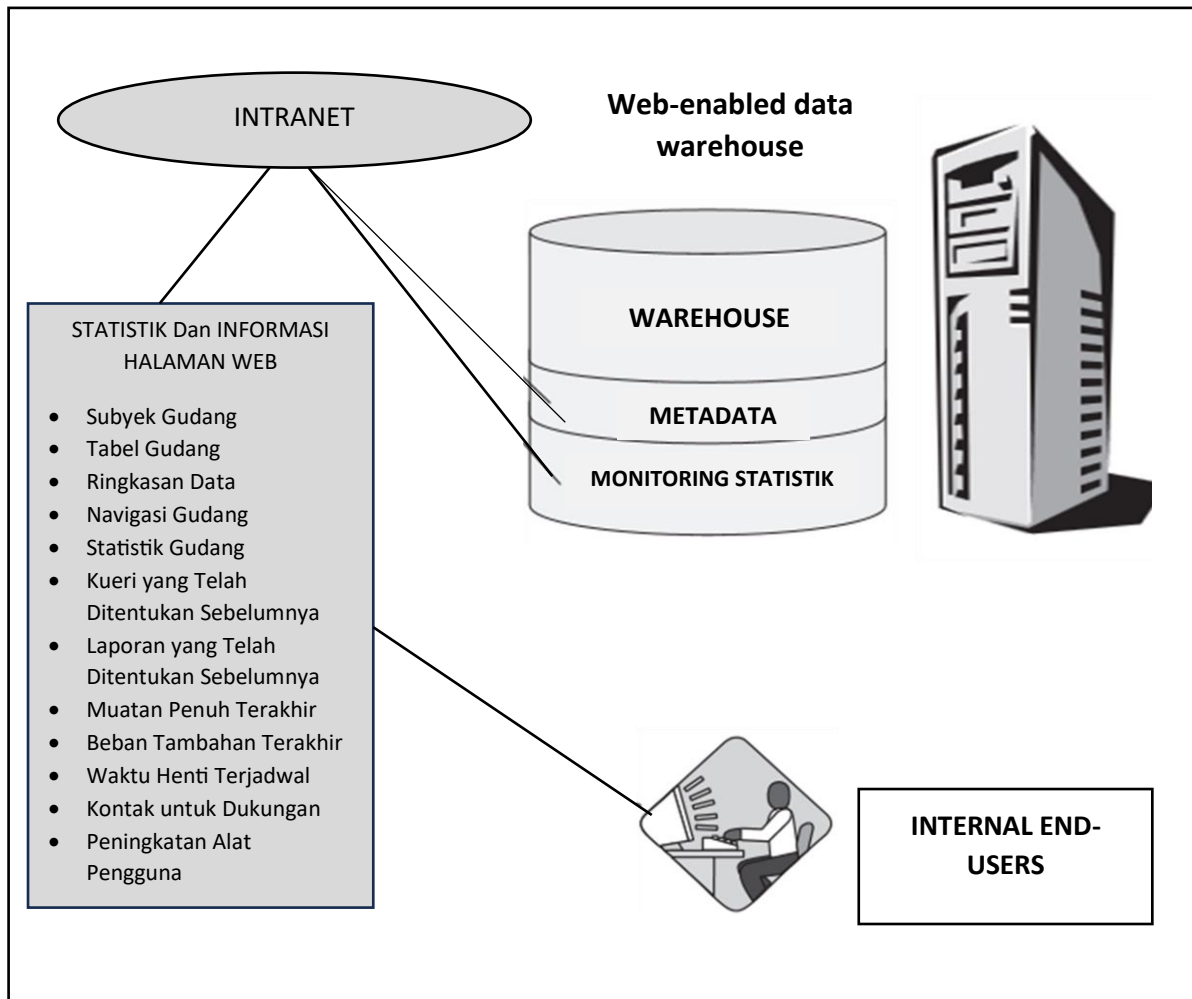 INTRANET
Web-enabled data
warehouse
WAREHOUSE
METADATA
MONITORING STATISTIK
STATISTIK Dan INFORMASI
HALAMAN WEB
• Subyek Gudang
• Tabel Gudang
• Ringkasan Data
• Navigasi Gudang
• Statistik Gudang
• Kueri yang Telah
Ditentukan Sebelumnya
• Laporan yang Telah
Ditentukan Sebelumnya
• Muatan Penuh Terakhir
• Beban Tambahan Terakhir
• Waktu Henti Terjadwal
• Kontak untuk Dukungan
• Peningkatan Alat
Pengguna
INTERNAL END-
USERS